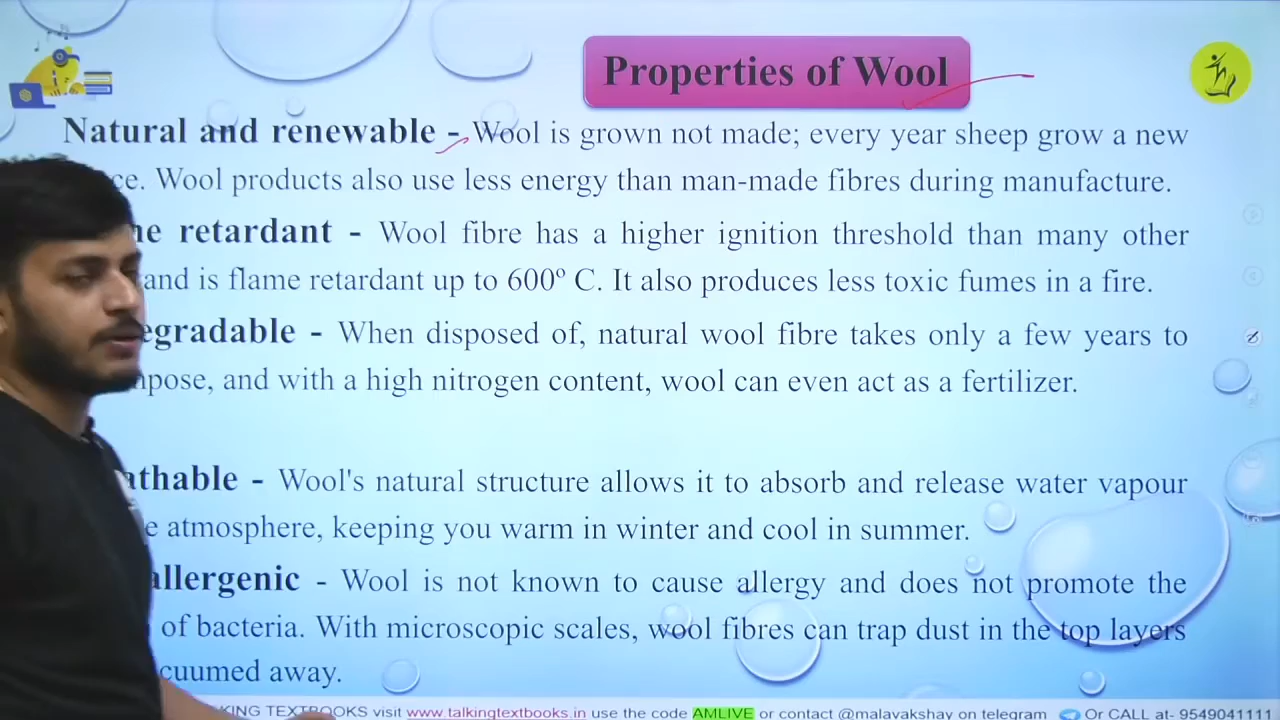 Properties of Wool
Natural and renewable - Wool is grown not made; every year sheep grow a new
Wool products also use less energy than man-made fibres during manufacture.
retardant - Wool fibre has a higher ignition threshold than many other
and is flame retardant up to 600º C. It also produces less toxic fumes in a fire.
egradable - When disposed of, natural wool fibre takes only a few years to
pose, and with a high nitrogen content, wool can even act as a fertilizer.
athable - Wool's natural structure allows it to absorb and release water vapour
e atmosphere, keeping you warm in winter and cool in summer.
allergenic - Wool is not known to cause allergy and does not promote the
of bacteria. With microscopic scales, wool fibres can trap dust in the top layers
cuumed away.
KING TEXTBOOKS visit www.talkingtextbooks.in use the code AMLIVE or contact @malavakshay on telegram Or CALL at- 9549041111